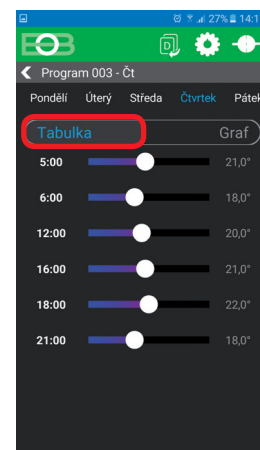 27% 14:1
EOB
Program 003 - Čt
Pondělí Úterý Středa Čtvrtek Pátek
Tabulka Graf
5:00 21,0°
6:00 18,0°
12:00 20,0°
16:00 21,0°
18:00 22,0°
21:00 18,0°